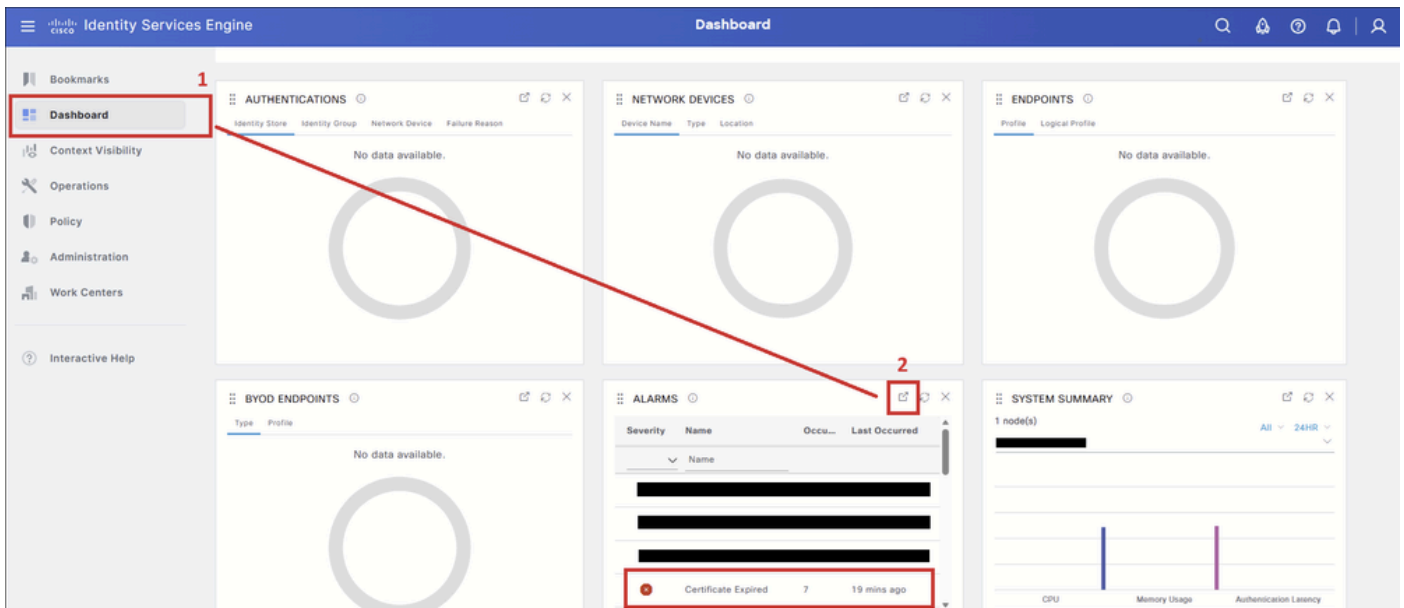 cisco Identity Services Engine
Dashboard
Bookmarks
1
Dashboard
Context Visibility
Operations
Policy
Administration
Work Centers
Interactive Help
AUTHENTICATIONS
Identity Store Identity Group Network Device Failure Reason
No data available.
NETWORK DEVICES
Device Name Type Location
No data available.
ENDPOINTS
Profile Logical Profile
No data available.
BYOD ENDPOINTS
Type Profile
No data available.
2
ALARMS
Severity Name Occu... Last Occurred
Name
Certificate Expired 7 19 mins ago
SYSTEM SUMMARY
1 node(s)
All 24HR
CPU Memory Usage Authentication Latency